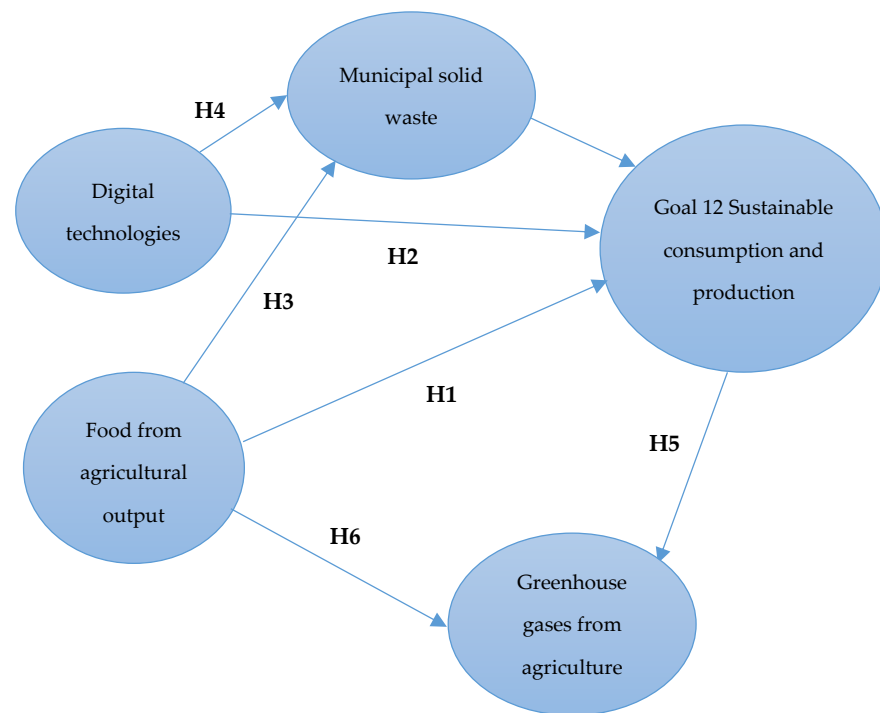 Municipal solid
waste
H4
Digital
technologies
Goal 12 Sustainable
consumption and
production
H2
H3
H1
Food from
agricultural
output
H5
H6
Greenhouse
gases from
agriculture